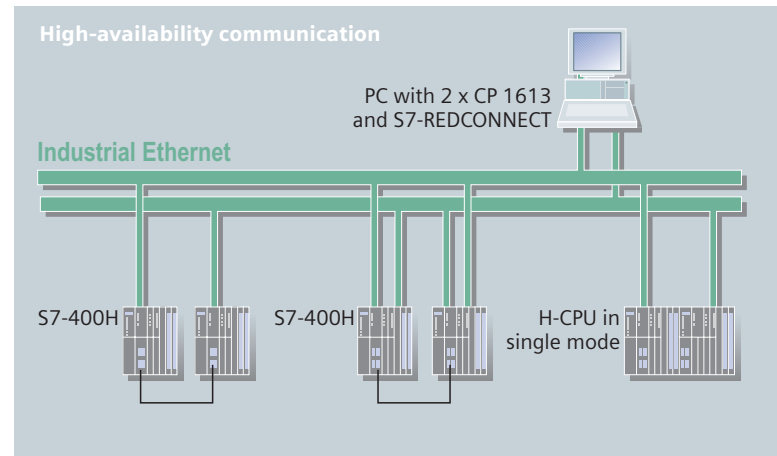 High-availability communication
PC with 2 x CP 1613
and S7-REDCONNECT
Industrial Ethernet
S7-400H
S7-400H
H-CPU in
single mode